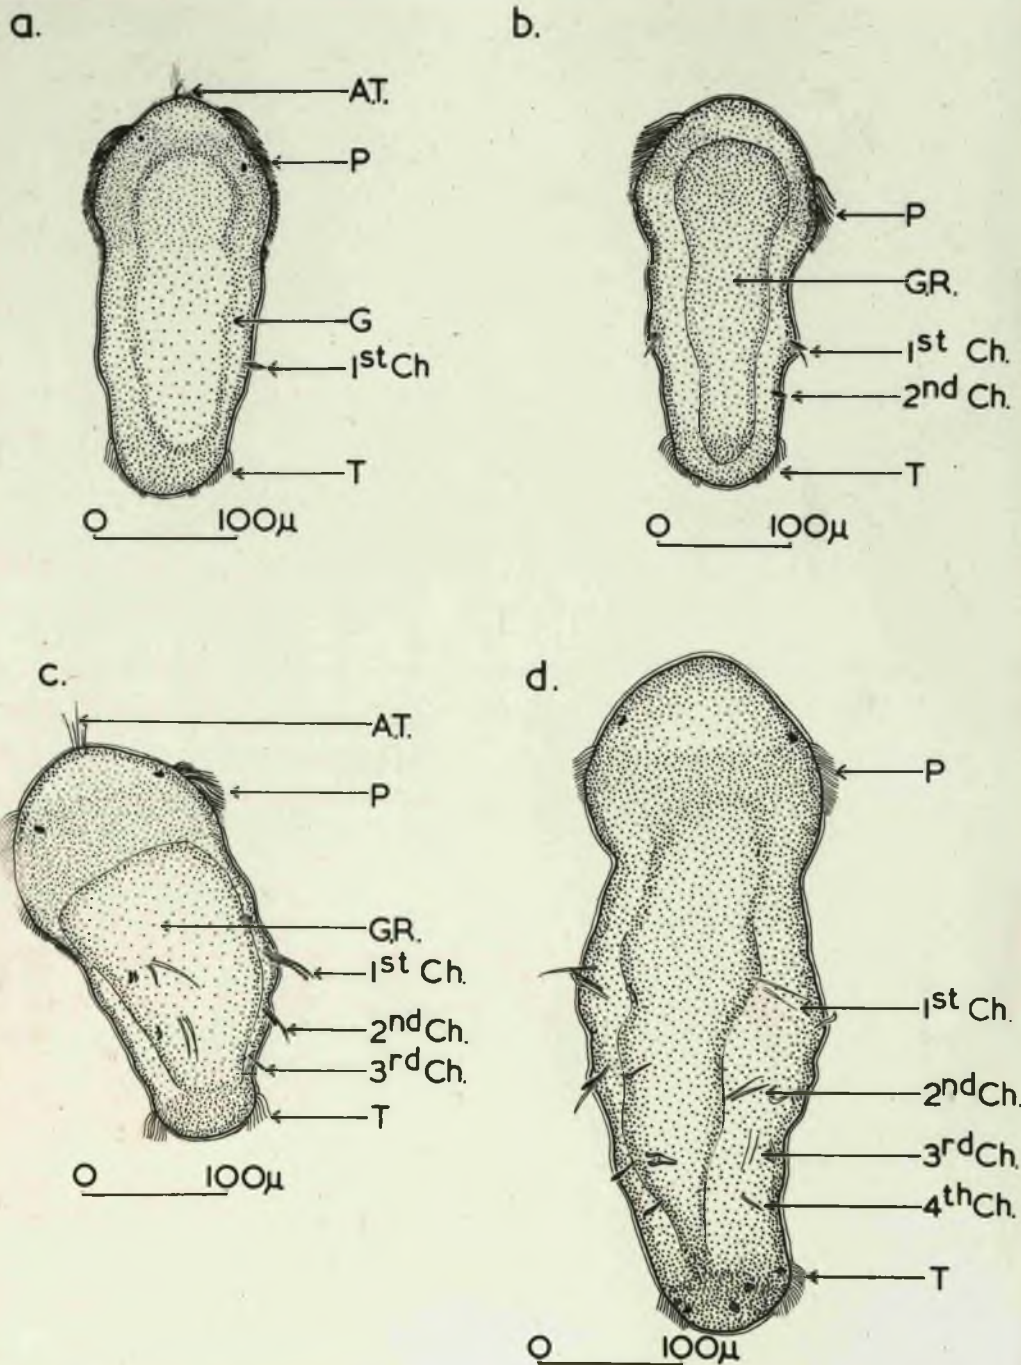 a.
A.T.
P
G
1st Ch
T
0 100μ
b.
P
G.R.
1st Ch.
2nd Ch.
T
0 100μ
c.
A.T.
P
G.R.
1st Ch.
2nd Ch.
3rd Ch.
T
0 100μ
d.
P
1st Ch.
2nd Ch.
3rd Ch.
4th Ch.
T
0 100μ